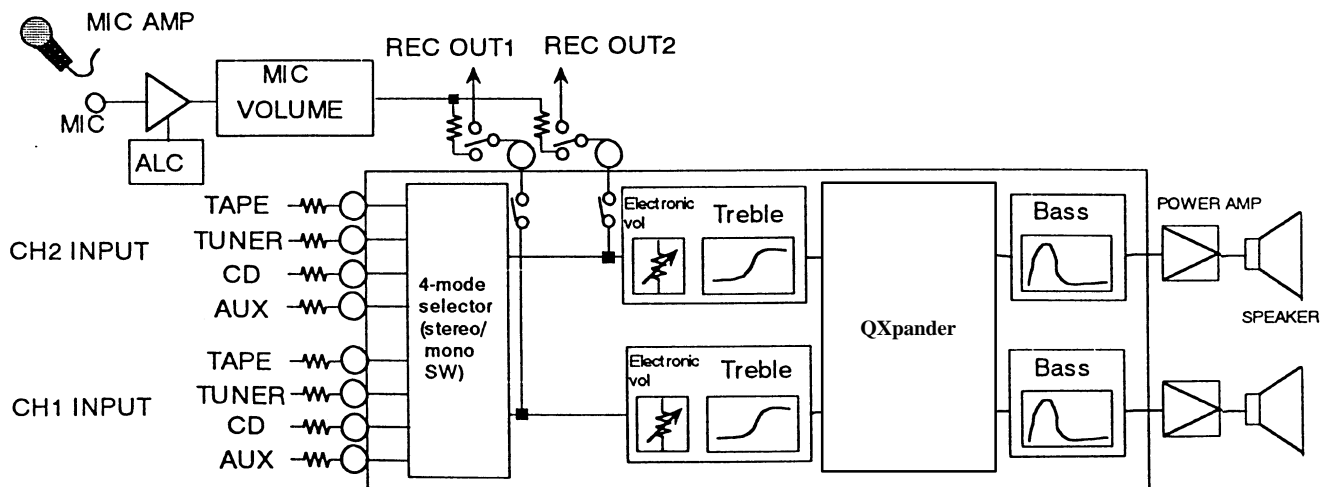 MIC AMP
REC OUT1
REC OUT2
MIC
VOLUME
MIC
ALC
TAPE
TUNER
CD
AUX
CH2 INPUT
TAPE
TUNER
CD
AUX
CH1 INPUT
4-mode
selector
(stereo/
mono
SW)
Electronic
vol
Treble
Electronic
vol
Treble
QXpander
Bass
Bass
POWER AMP
SPEAKER